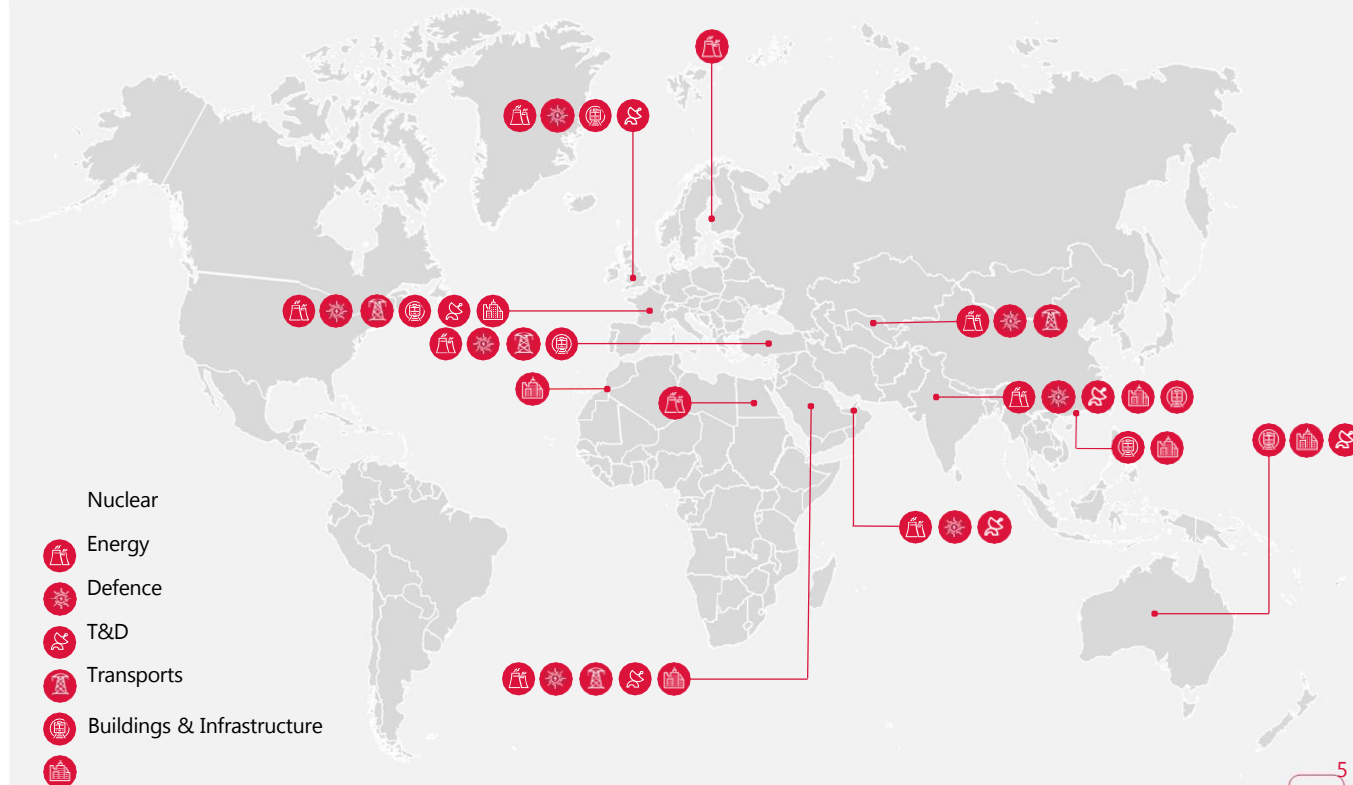 Nuclear
Energy
Defence
T&D
Transports
Buildings & Infrastructure
5